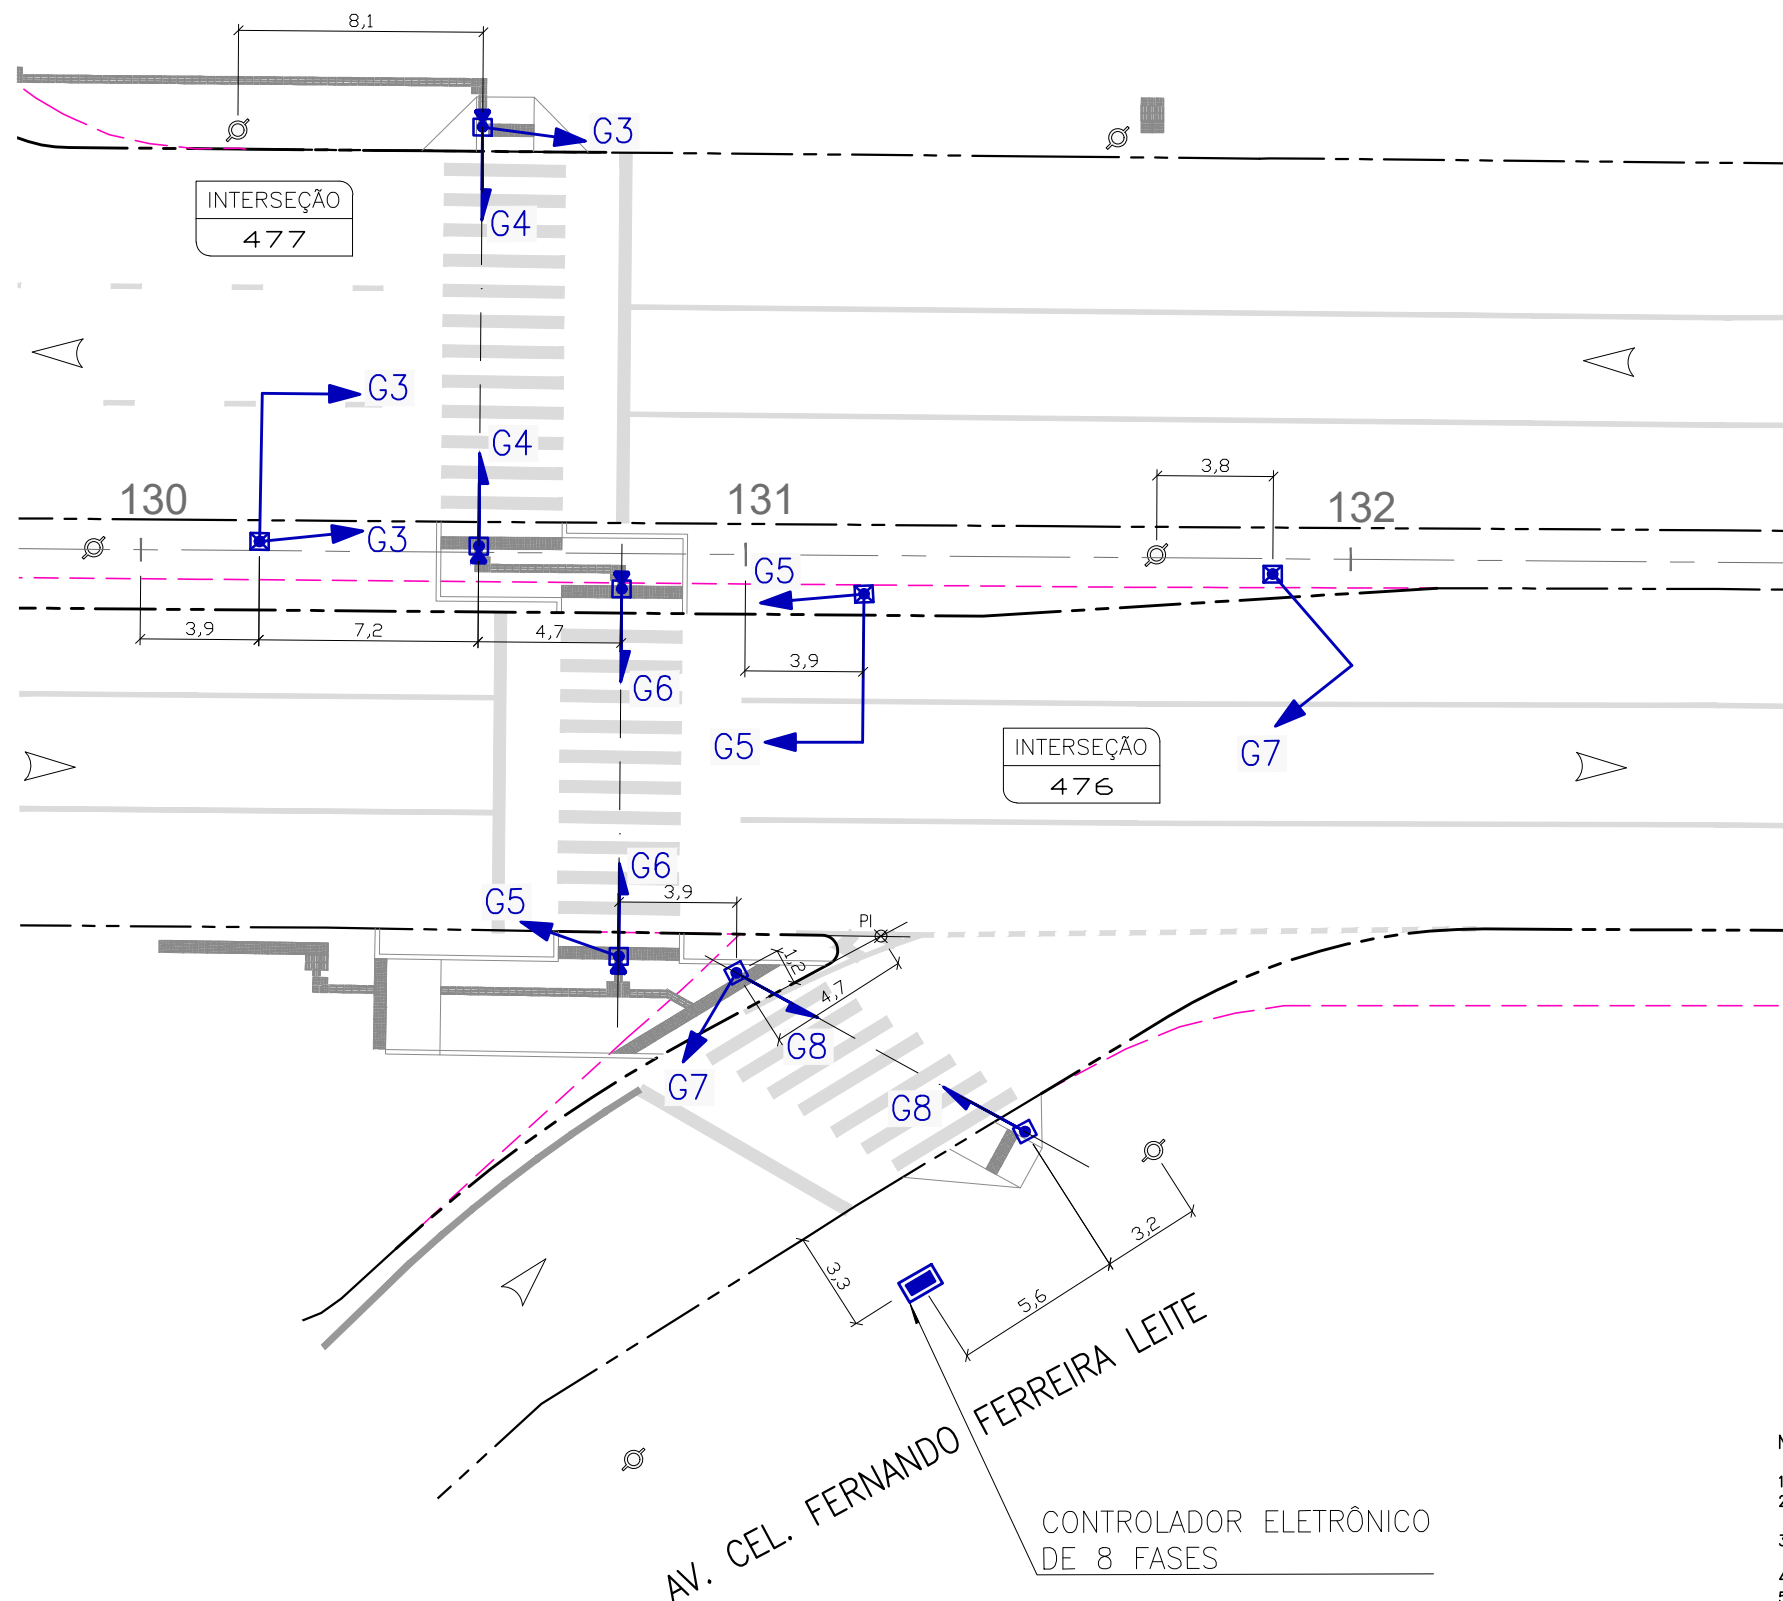 8,1
G3
INTERSEÇÃO
477
G4
G3
G4
3,8
130
131
132
G3
G5
3,9
7,2
4,7
3,9
G6
G5
INTERSEÇÃO
476
G7
G6
G5
3,9
PI
1,2
4,7
G8
G7
G8
3,2
3,3
5,6
AV. CEL. FERNANDO FERREIRA LEITE
CONTROLADOR ELETRÔNICO
DE 8 FASES